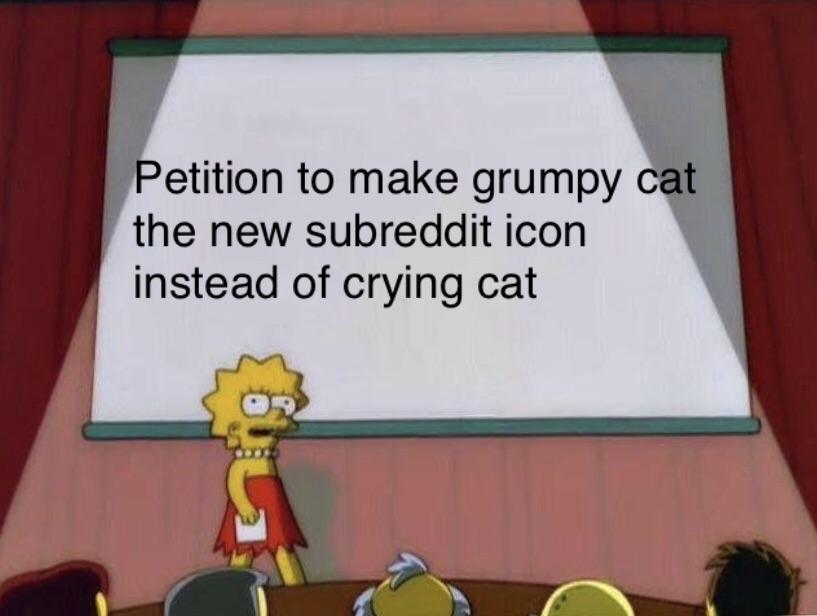 Petition to make grumpy cat
the new subreddit icon
instead of crying cat